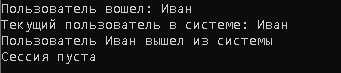 Пользователь вошел: Иван
Текущий пользователь в системе: Иван
Пользователь Иван вышел из системы
Сессия пуста